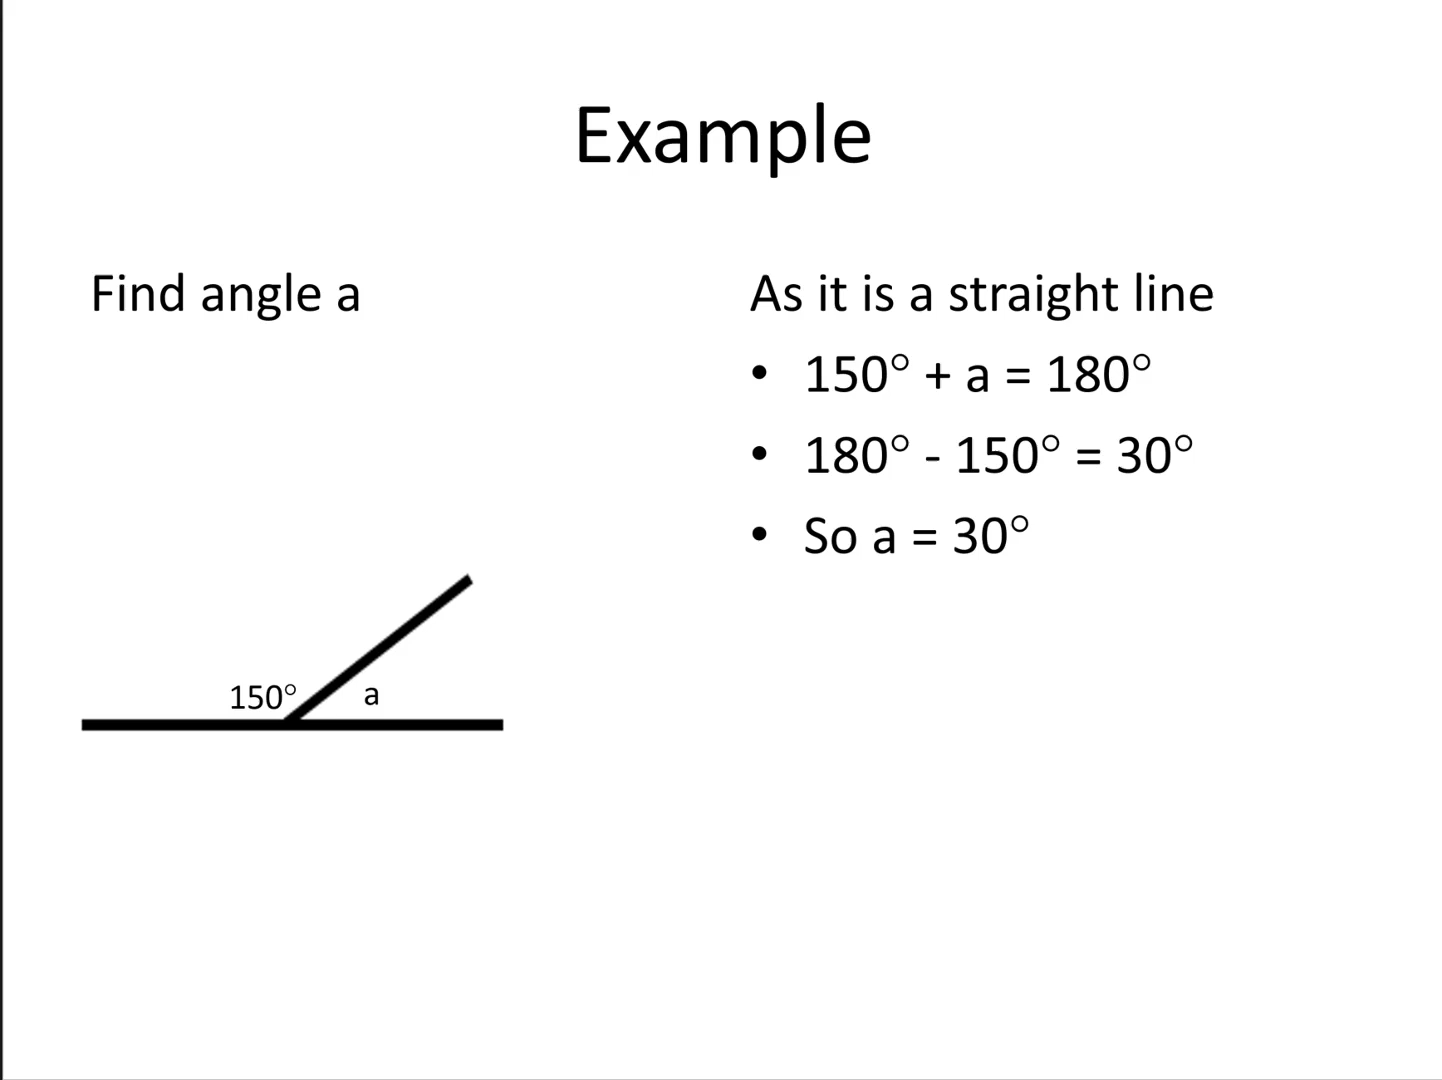 Example
Find angle a
150° a
As it is a straight line
• 150° + a = 180°
• 180° - 150° = 30°
• So a = 30°